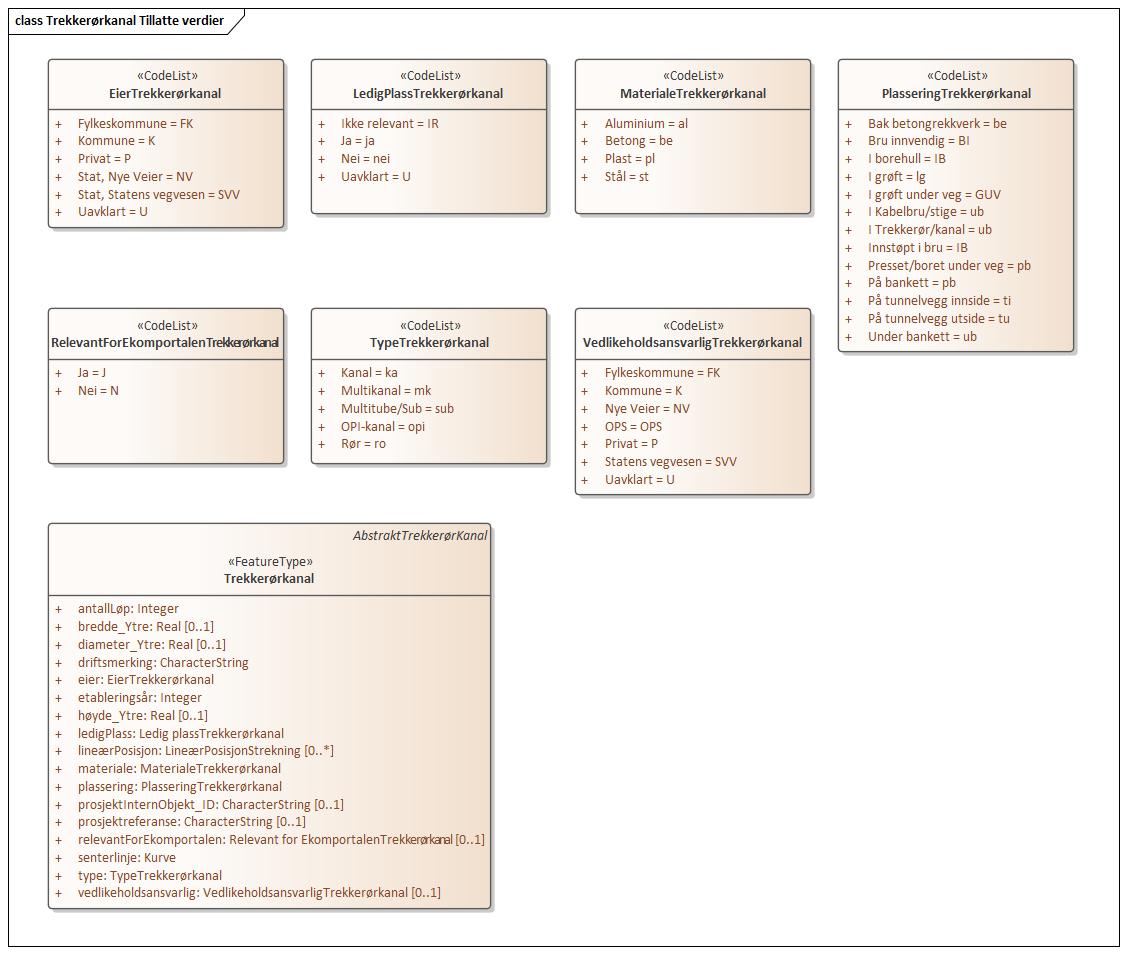 class Trekkerørkanal Tillatte verdier
«CodeList»
EierTrekkerørkanal
+ Fylkeskommune = FK
+ Kommune = K
+ Privat = P
+ Stat, Nye Veier = NV
+ Stat, Statens vegvesen = SVV
+ Uavklart = U
«CodeList»
LedigPlassTrekkerørkanal
+ Ikke relevant = IR
+ Ja = ja
+ Nei = nei
+ Uavklart = U
«CodeList»
MaterialeTrekkerørkanal
+ Aluminium = al
+ Betong = be
+ Plast = pl
+ Stål = st
«CodeList»
PlasseringTrekkerørkanal
+ Bak betongrekkverk = be
+ Bru innvendig = BI
+ I borehull = IB
+ I grøft = Ig
+ I grøft under veg = GUV
+ I Kabelbru/stige = ub
+ I Trekkerør/kanal = ub
+ Innstøpt i bru = IB
+ Presset/boret under veg = pb
+ På bankett = pb
+ På tunnelvegg innside = ti
+ På tunnelvegg utside = tu
+ Under bankett = ub
«CodeList»
RelevantForEkomportalenTrekkerørkanal
+ Ja = J
+ Nei = N
«CodeList»
TypeTrekkerørkanal
+ Kanal = ka
+ Multikanal = mk
+ Multitube/Sub = sub
+ OPI-kanal = opi
+ Rør = ro
«CodeList»
VedlikeholdsansvarligTrekkerørkanal
+ Fylkeskommune = FK
+ Kommune = K
+ Nye Veier = NV
+ OPS = OPS
+ Privat = P
+ Statens vegvesen = SVV
+ Uavklart = U
AbstraktTrekkerørKanal
«FeatureType»
Trekkerørkanal
+ antallLøp: Integer
+ bredde_Ytre: Real [0..1]
+ diameter_Ytre: Real [0..1]
+ driftsmerking: CharacterString
+ eier: EierTrekkerørkanal
+ etableringsår: Integer
+ høyde_Ytre: Real [0..1]
+ ledigPlass: Ledig plassTrekkerørkanal
+ lineærPosisjon: LineærPosisjonStrekning [0..*]
+ materiale: MaterialeTrekkerørkanal
+ plassering: PlasseringTrekkerørkanal
+ prosjektInternObjekt_ID: CharacterString [0..1]
+ prosjektreferanse: CharacterString [0..1]
+ relevantForEkomportalen: Relevant for EkomportalenTrekkerørkanal [0..1]
+ senterlinje: Kurve
+ type: TypeTrekkerørkanal
+ vedlikeholdsansvarlig: VedlikeholdsansvarligTrekkerørkanal [0..1]